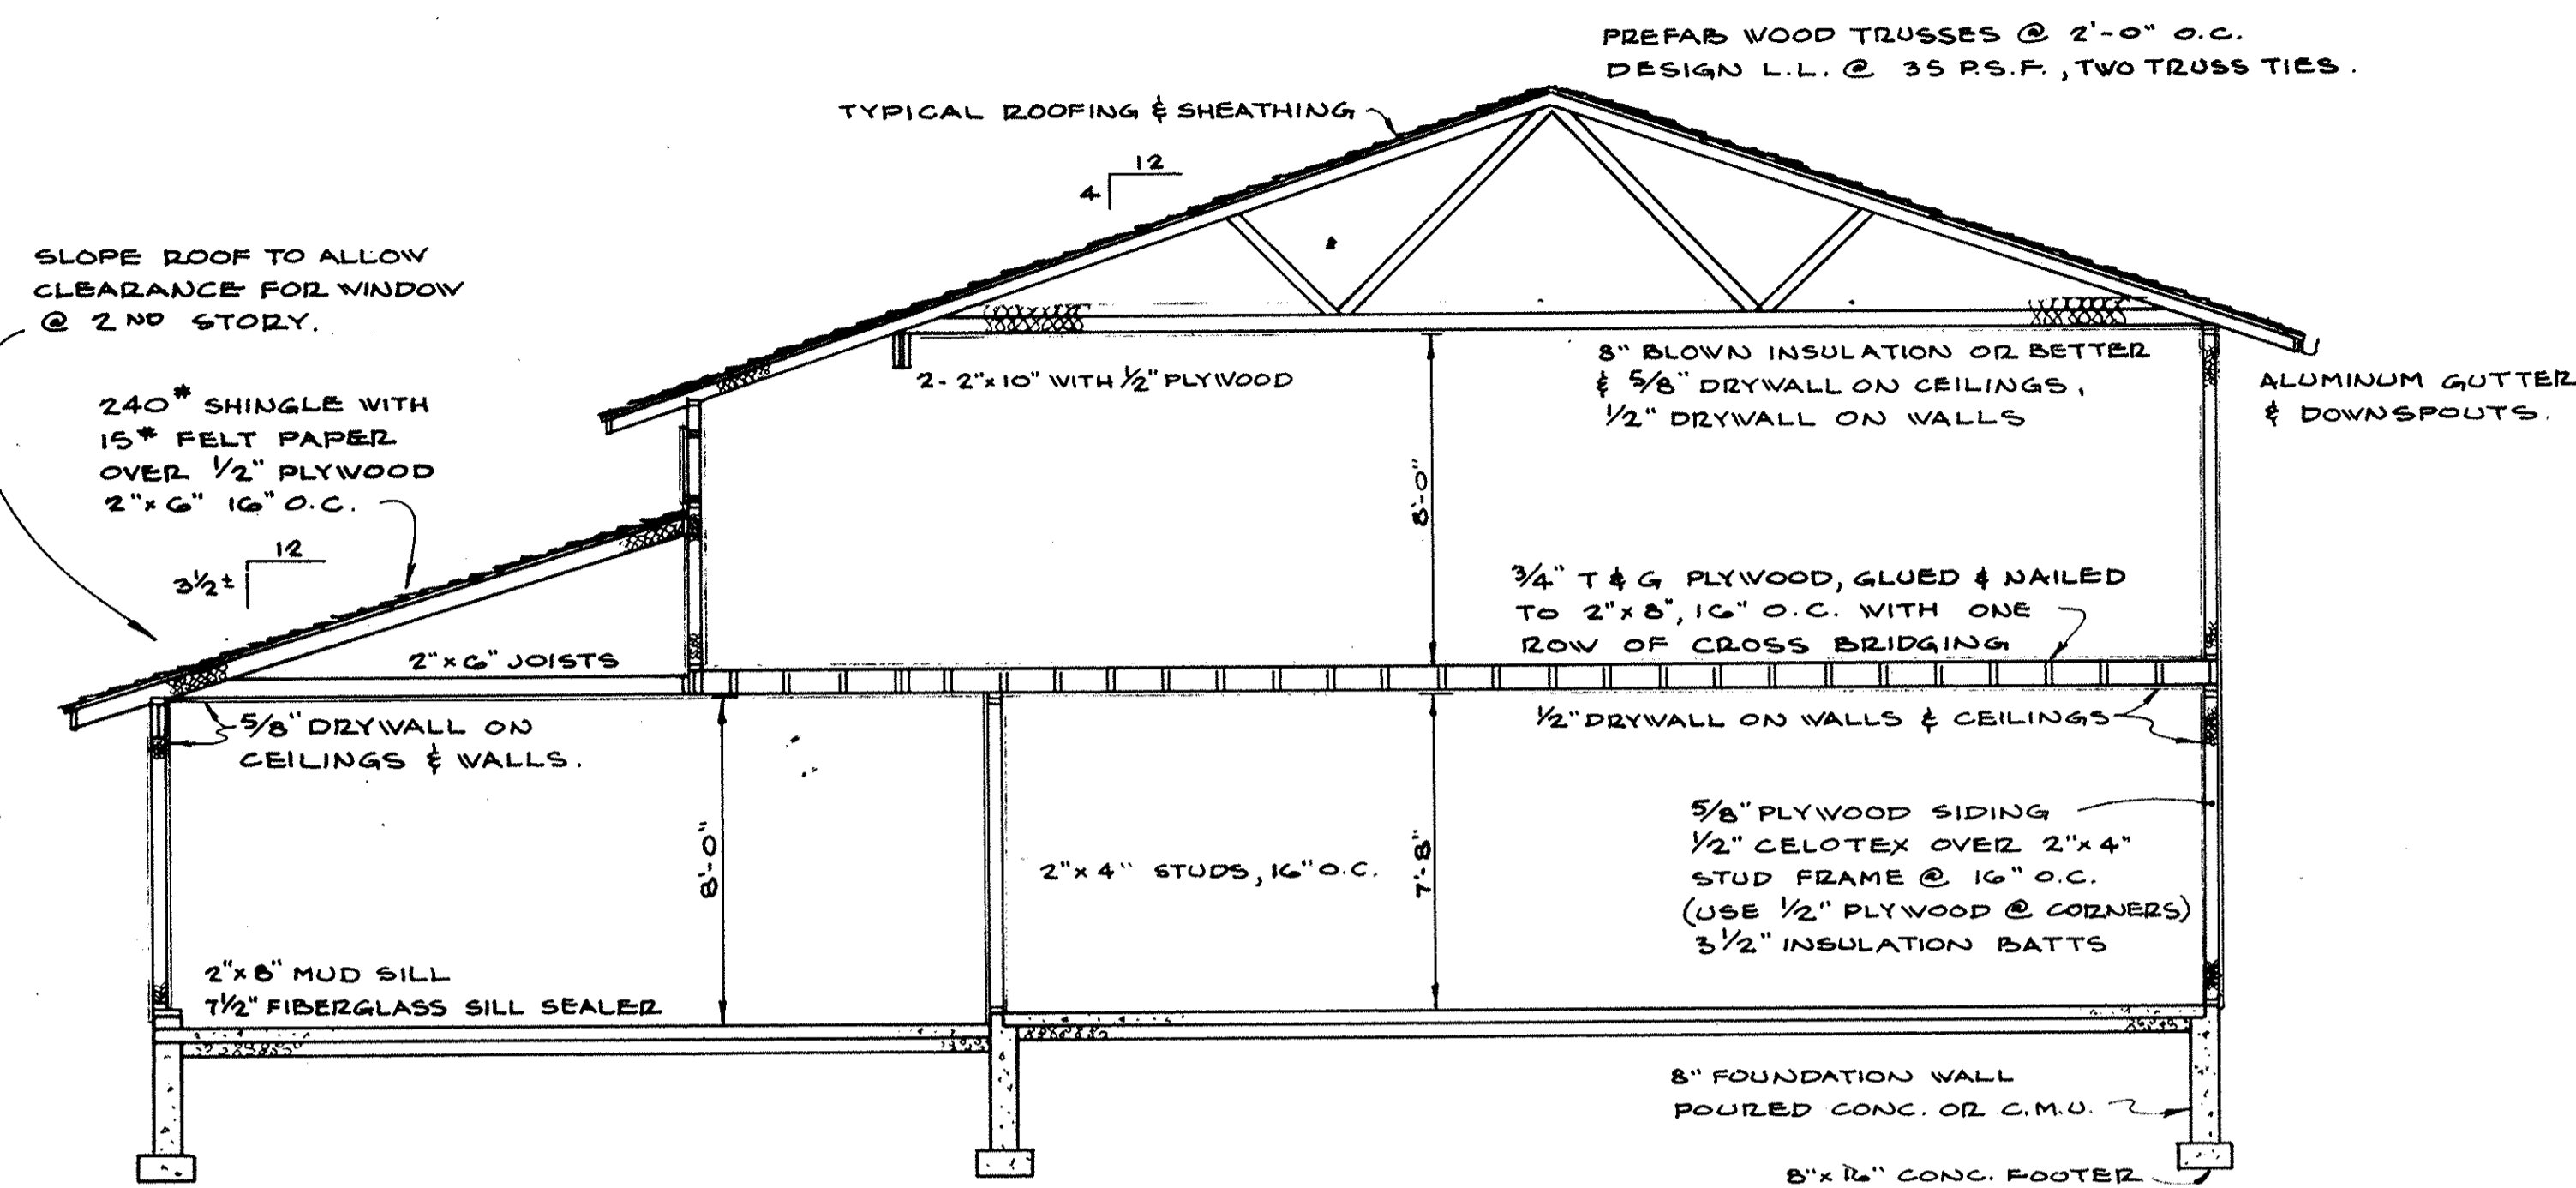 PREFAB WOOD TRUSSES @ 2'-0" O.C.
DESIGN L.L. @ 35 P.S.F., TWO TRUSS TIES.
TYPICAL ROOFING & SHEATHING
12
4
SLOPE ROOF TO ALLOW
CLEARANCE FOR WINDOW
@ 2ND STORY.
240# SHINGLE WITH
15# FELT PAPER
OVER 1/2" PLYWOOD
2"x6" 16" O.C.
12
3 1/2 ±
2- 2"x10" WITH 1/2" PLYWOOD
8" BLOWN INSULATION OR BETTER
& 5/8" DRYWALL ON CEILINGS,
1/2" DRYWALL ON WALLS
ALUMINUM GUTTER
& DOWNSPOUTS.
8'-0"
3/4" T & G PLYWOOD, GLUED & NAILED
TO 2"x8", 16" O.C. WITH ONE
ROW OF CROSS BRIDGING
2"x6" JOISTS
5/8" DRYWALL ON
CEILINGS & WALLS.
1/2" DRYWALL ON WALLS & CEILINGS
8'-0"
2"x4" STUDS, 16" O.C.
7'-8"
5/8" PLYWOOD SIDING
1/2" CELOTEX OVER 2"x4"
STUD FRAME @ 16" O.C.
(USE 1/2" PLYWOOD @ CORNERS)
3 1/2" INSULATION BATTS
2"x8" MUD SILL
7 1/2" FIBERGLASS SILL SEALER
8" FOUNDATION WALL
POURED CONC. OR C.M.U.
8"x16" CONC. FOOTER